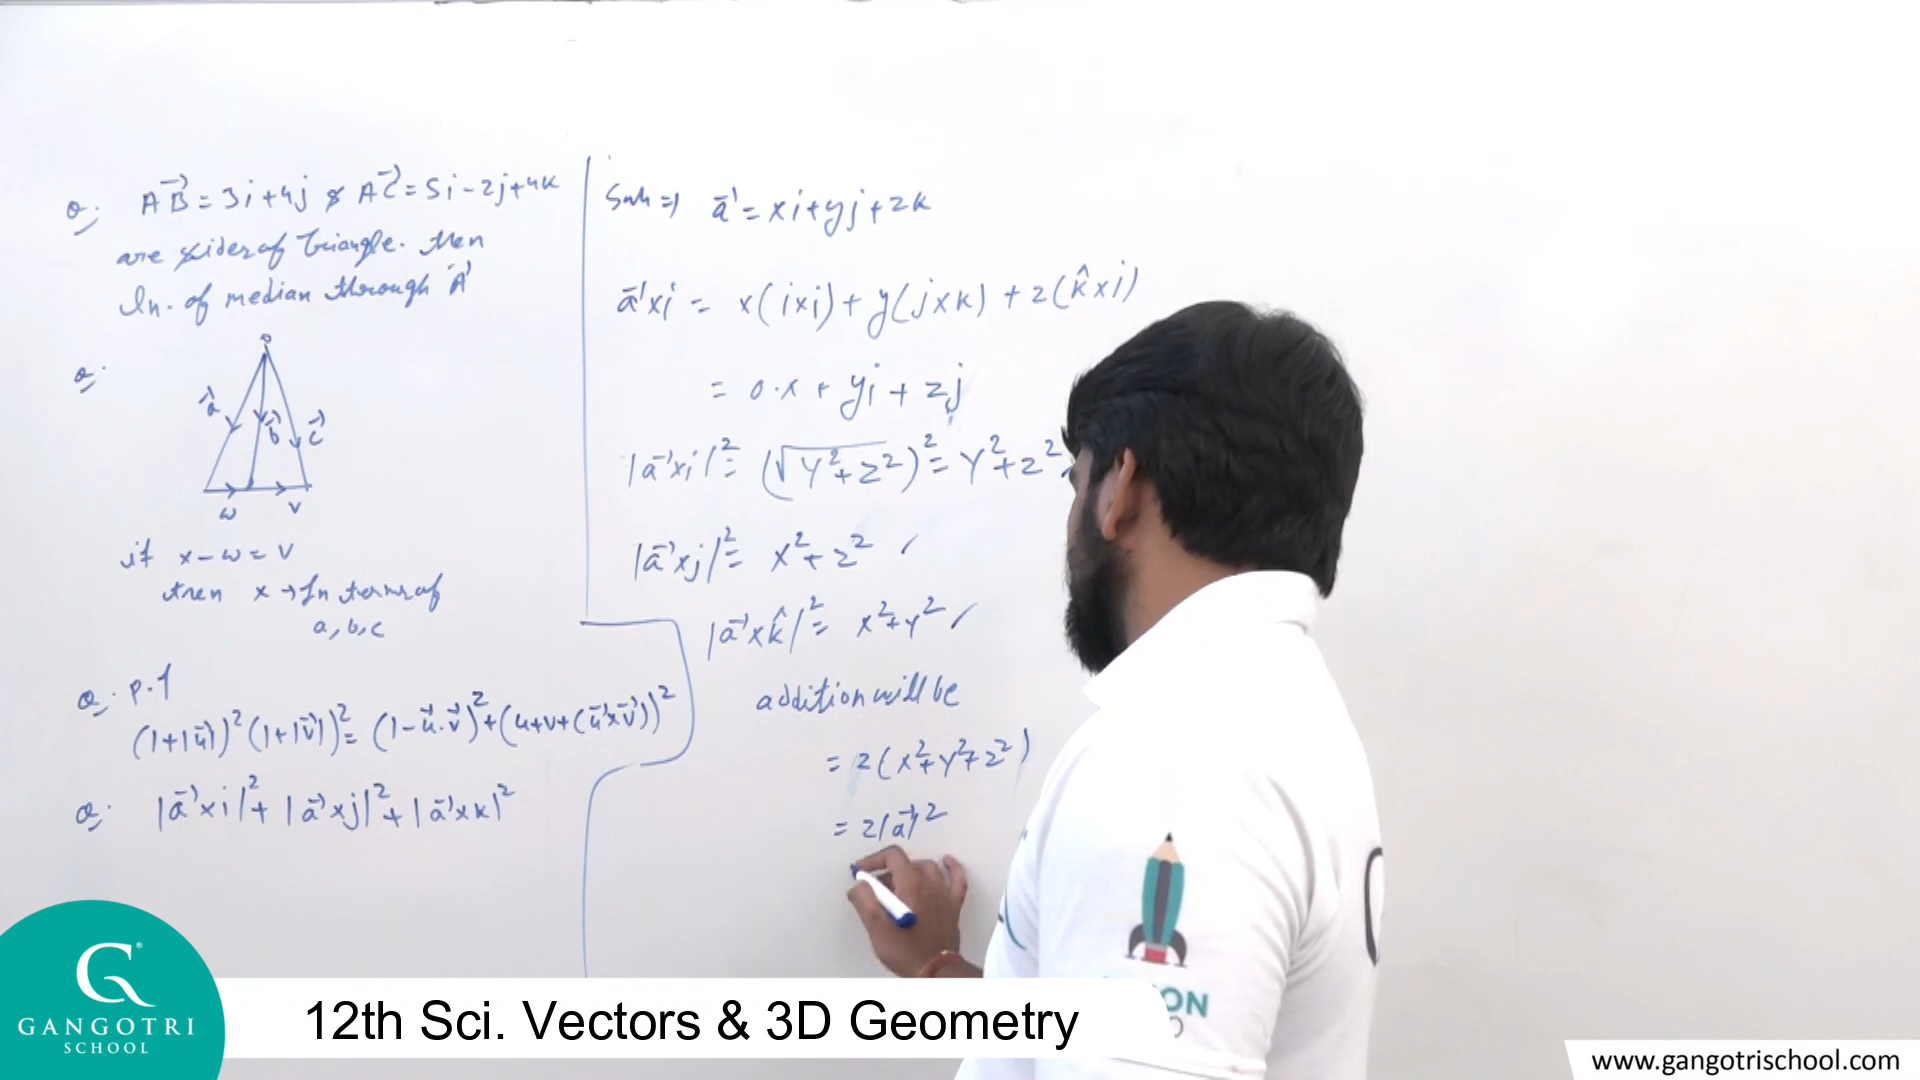 Q. AB⃗ = 3i+4j & AC⃗ = 5i-2j+4k
are sides of triangle. then
ln. of median through 'A'
Q.
a⃗ b⃗ c⃗
w v
if x-w=v
then x → In terms of
a, b, c
Q. P.T
(1+|u⃗|)² (1+|v⃗|)² = (1-u⃗.v⃗)² + (u+v+(u⃗×v⃗))²
Q. |a⃗×i|² + |a⃗×j|² + |a⃗×k|²
Soln ⇒ a⃗ = xi+yj+zk
a⃗×i = x(i×i) + y(j×k) + z(k̂×i)
= 0·x + yi + zj
|a⃗×i|² = (√y²+z²)² = y²+z²
|a⃗×j|² = x²+z² ✓
|a⃗×k̂|² = x²+y² ✓
addition will be
= 2(x²+y²+z²)
= 2|a⃗|²
G®
GANGOTRI
SCHOOL
12th Sci. Vectors & 3D Geometry
www.gangotrischool.com